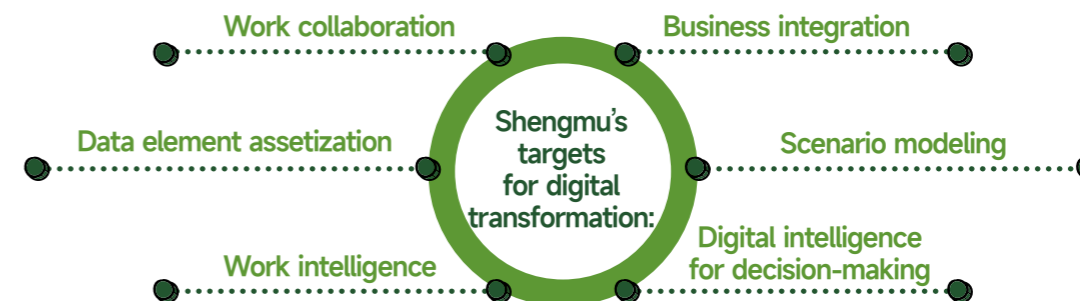 Work collaboration
Business integration
Data element assetization
Shengmu’s
targets
for digital
transformation:
Scenario modeling
Work intelligence
Digital intelligence
for decision-making